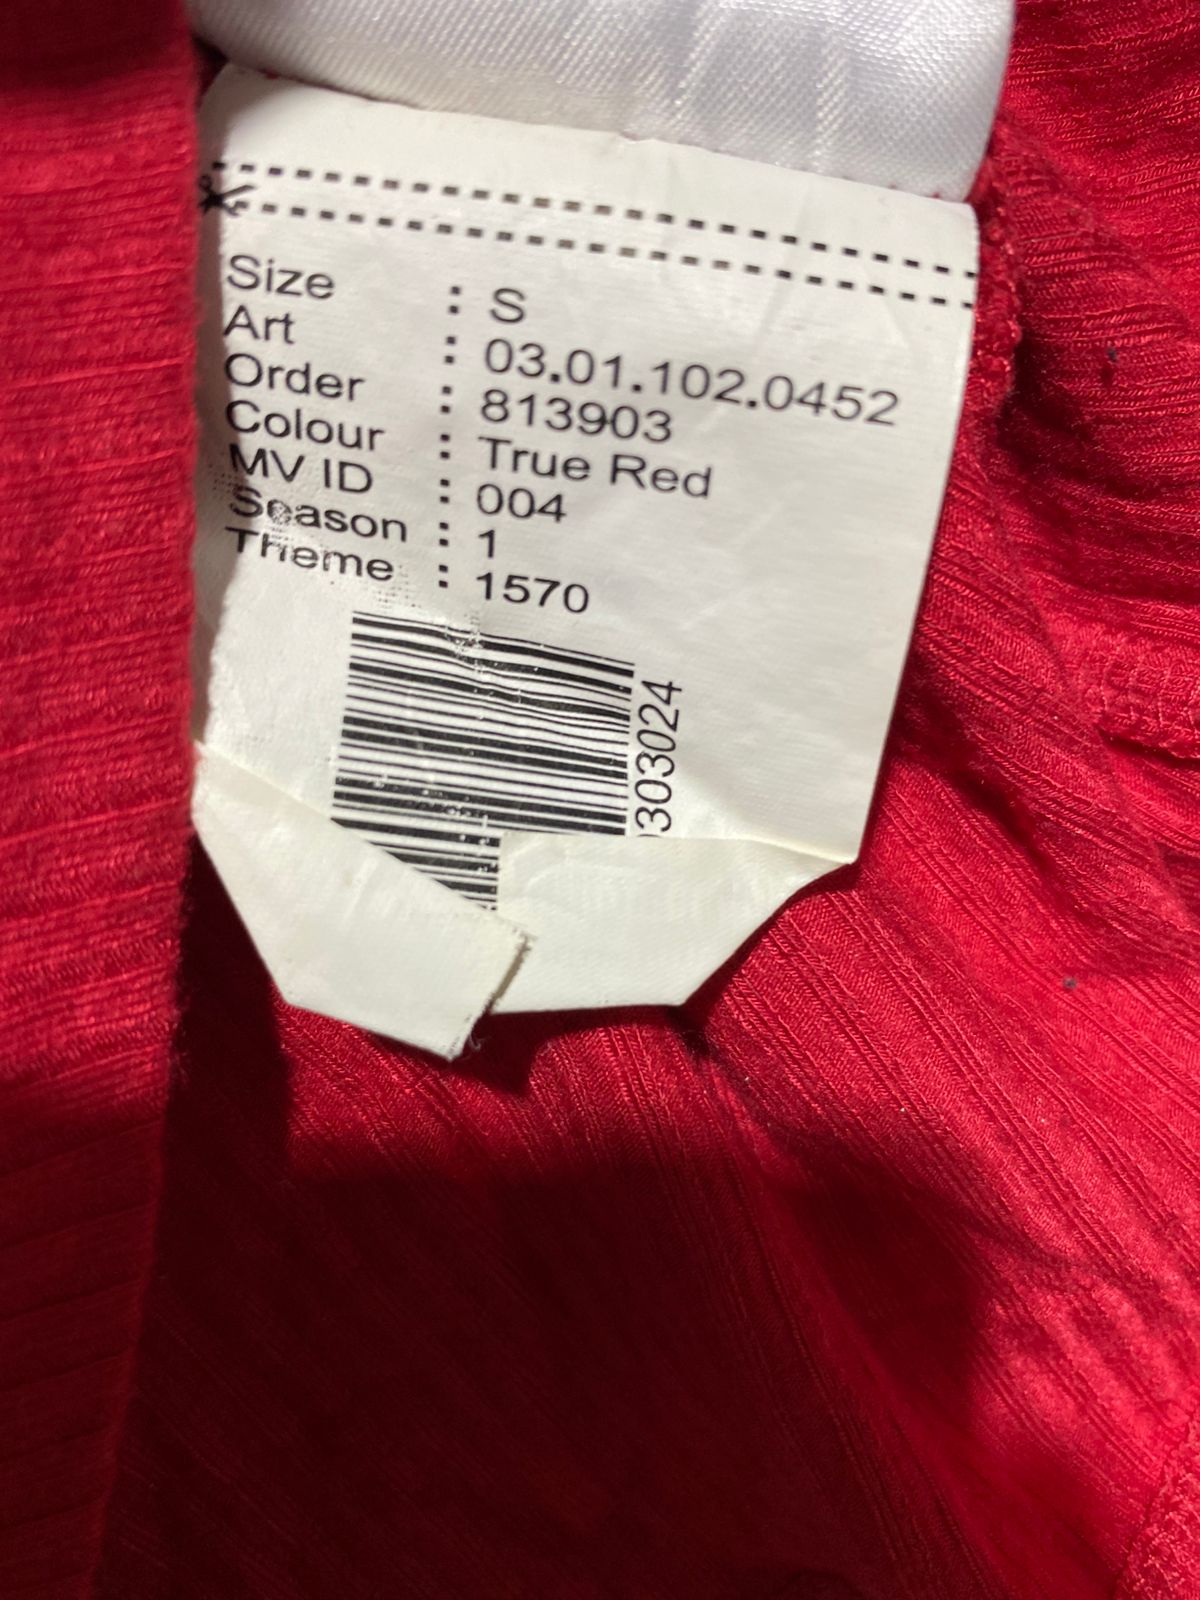 Size : S
Art : 03.01.102.0452
Order : 813903
Colour : True Red
MV ID : 004
Season : 1
Theme : 1570
303024